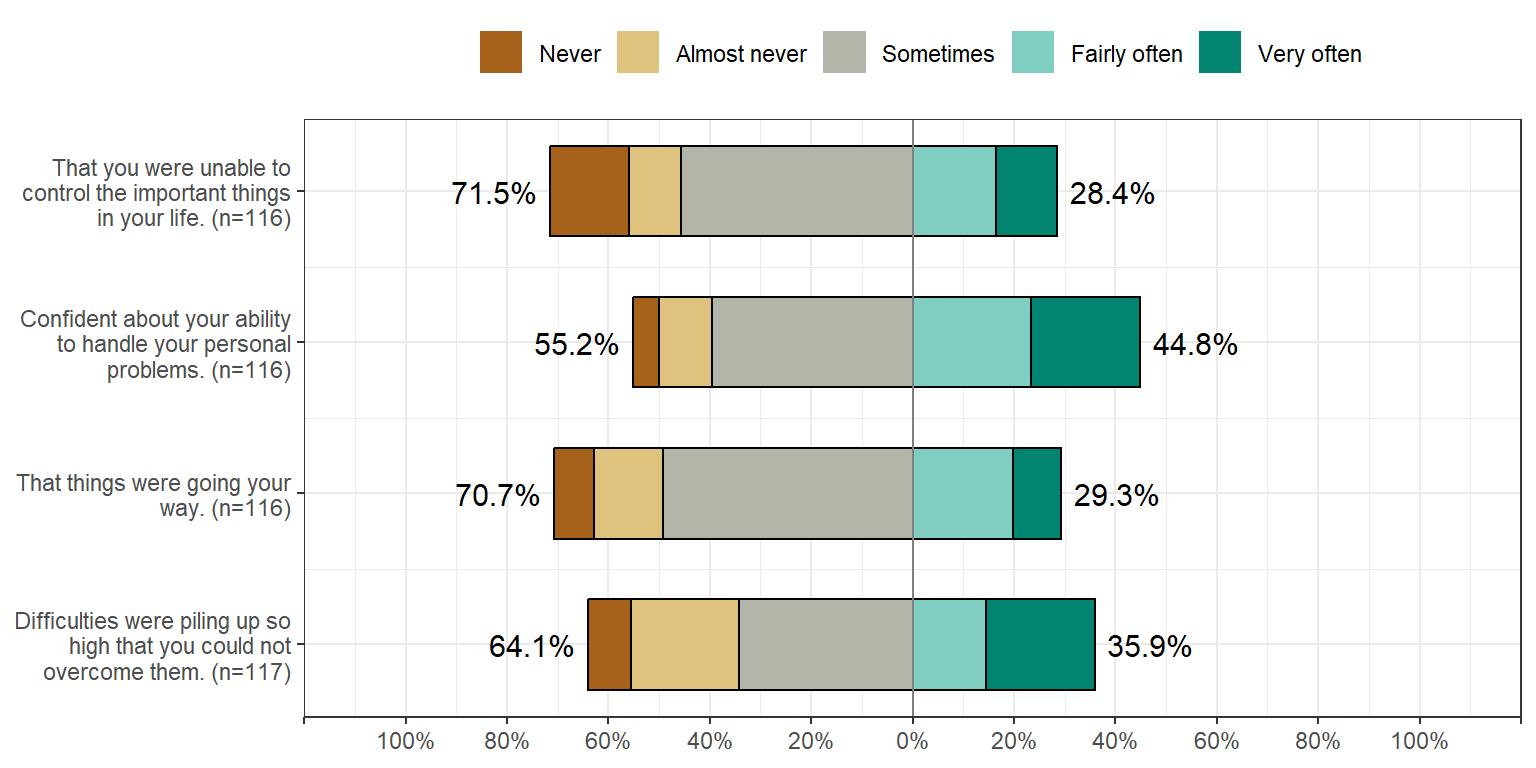 Never Almost never Sometimes Fairly often Very often
That you were unable to
control the important things
in your life. (n=116)
71.5% 28.4%
Confident about your ability
to handle your personal
problems. (n=116)
55.2% 44.8%
That things were going your
way. (n=116)
70.7% 29.3%
Difficulties were piling up so
high that you could not
overcome them. (n=117)
64.1% 35.9%
100% 80% 60% 40% 20% 0% 20% 40% 60% 80% 100%